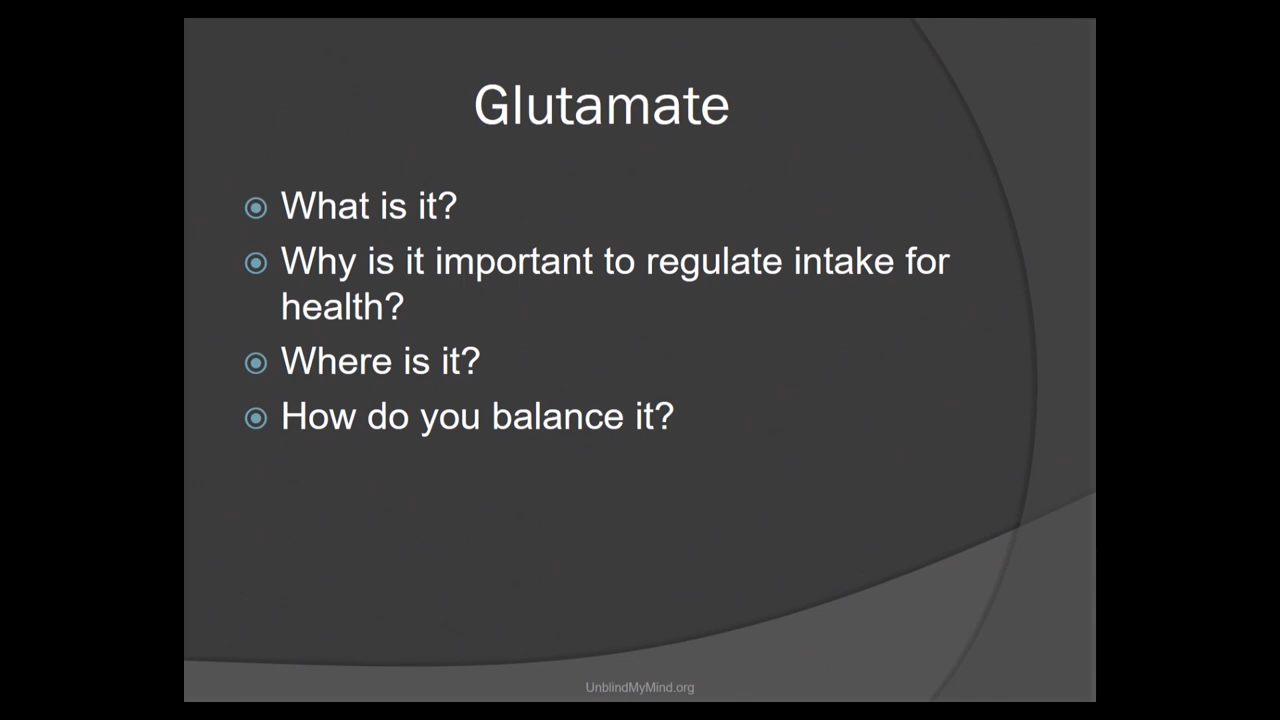 Glutamate
What is it?
Why is it important to regulate intake for
health?
Where is it?
How do you balance it?
UnblindMyMind.org